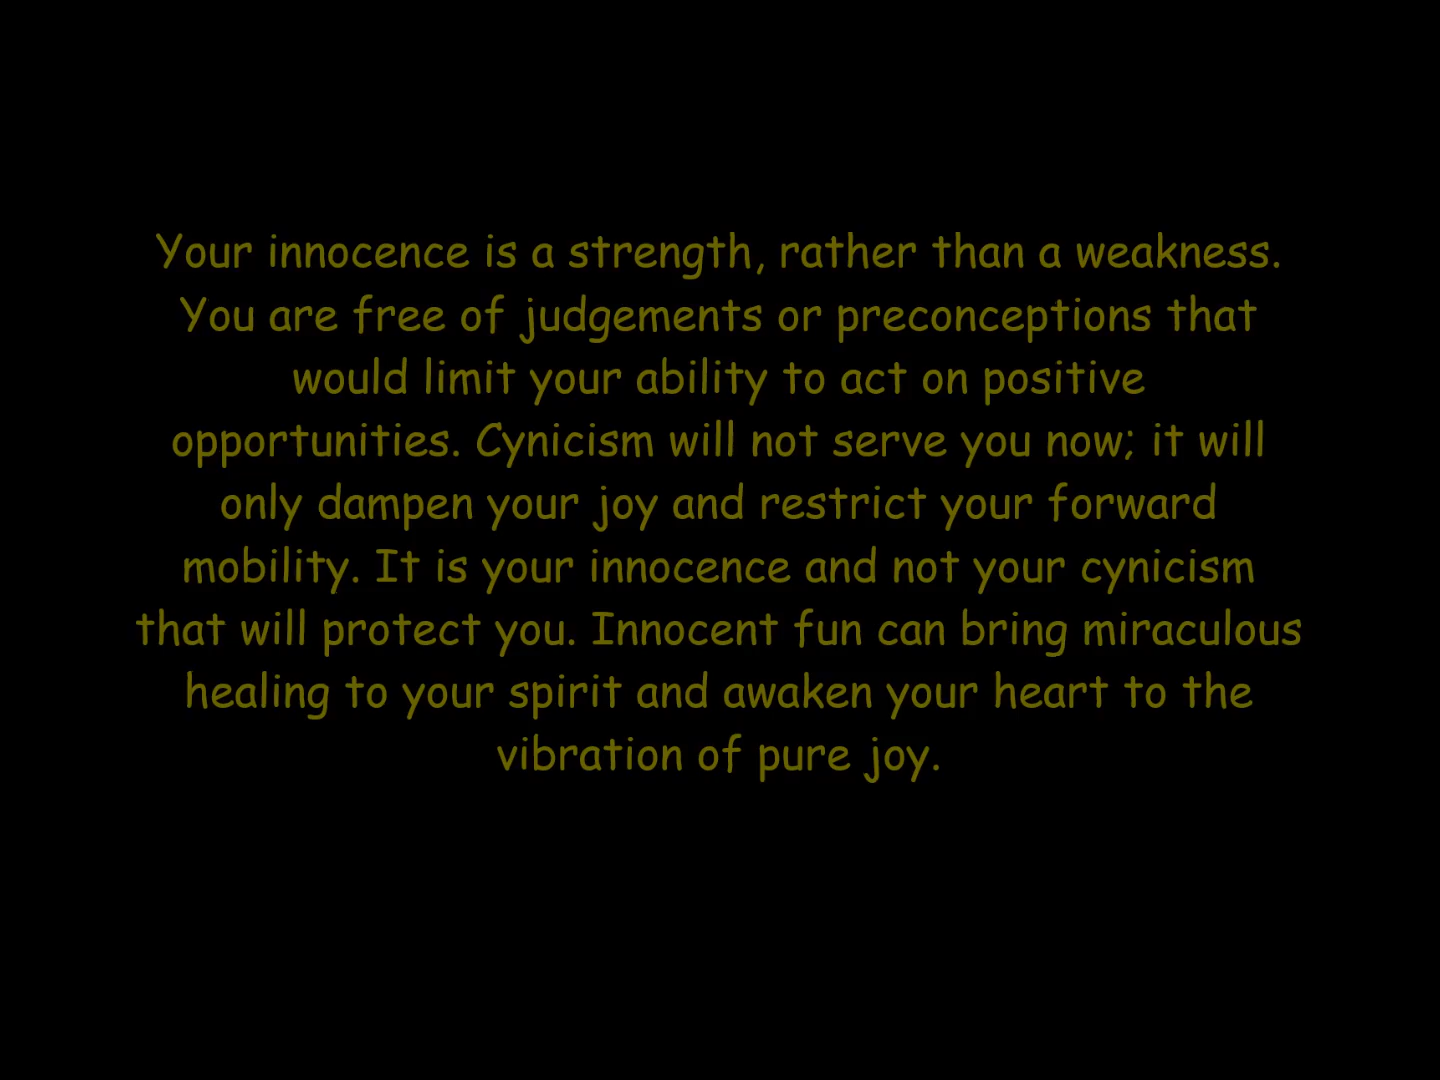 Your innocence is a strength, rather than a weakness.
You are free of judgements or preconceptions that
would limit your ability to act on positive
opportunities. Cynicism will not serve you now; it will
only dampen your joy and restrict your forward
mobility. It is your innocence and not your cynicism
that will protect you. Innocent fun can bring miraculous
healing to your spirit and awaken your heart to the
vibration of pure joy.